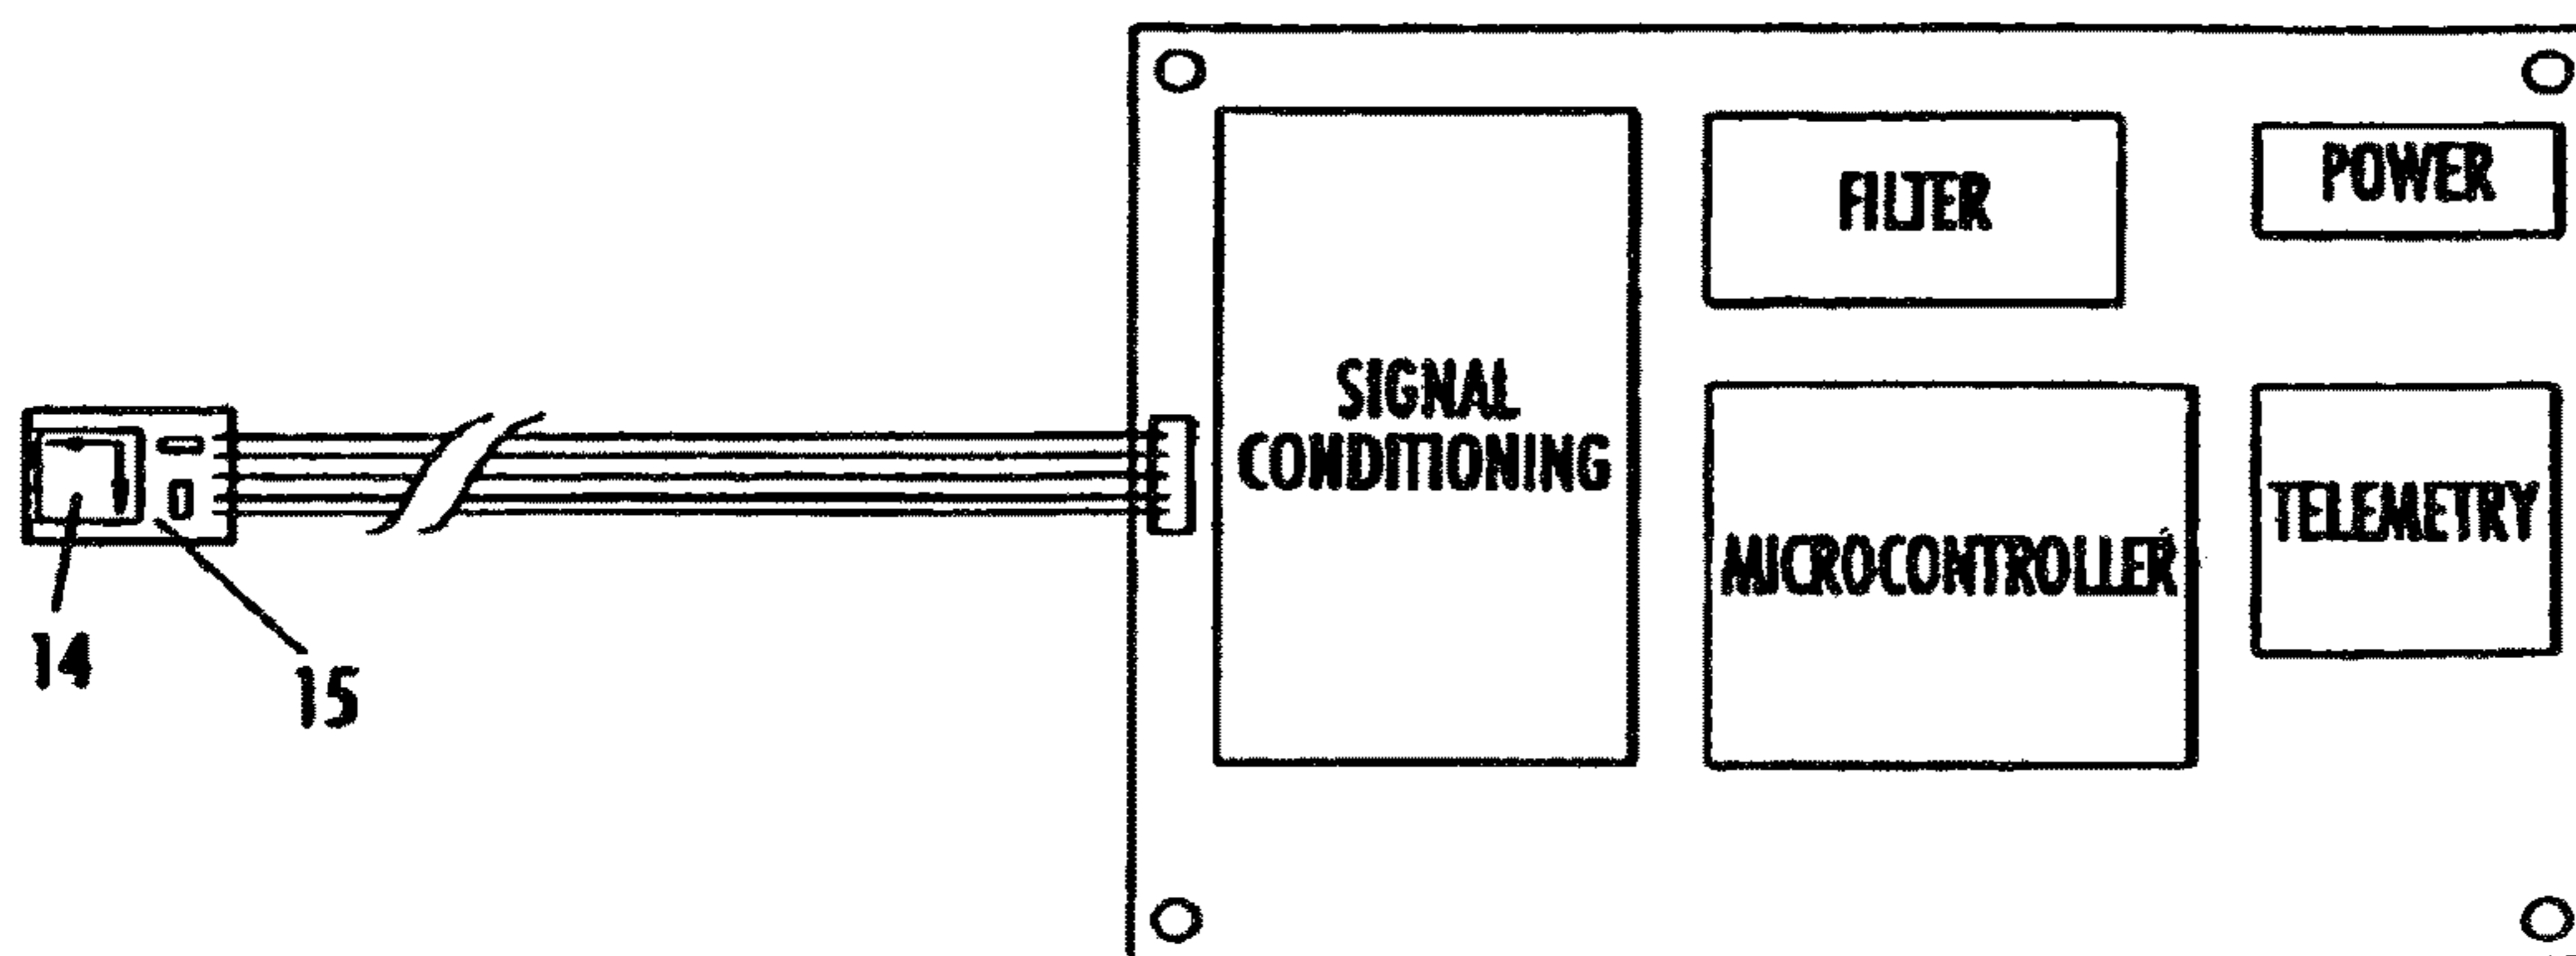 FILTER
POWER
SIGNAL
CONDITIONING
MICROCONTROLLER
TELEMETRY
14
15